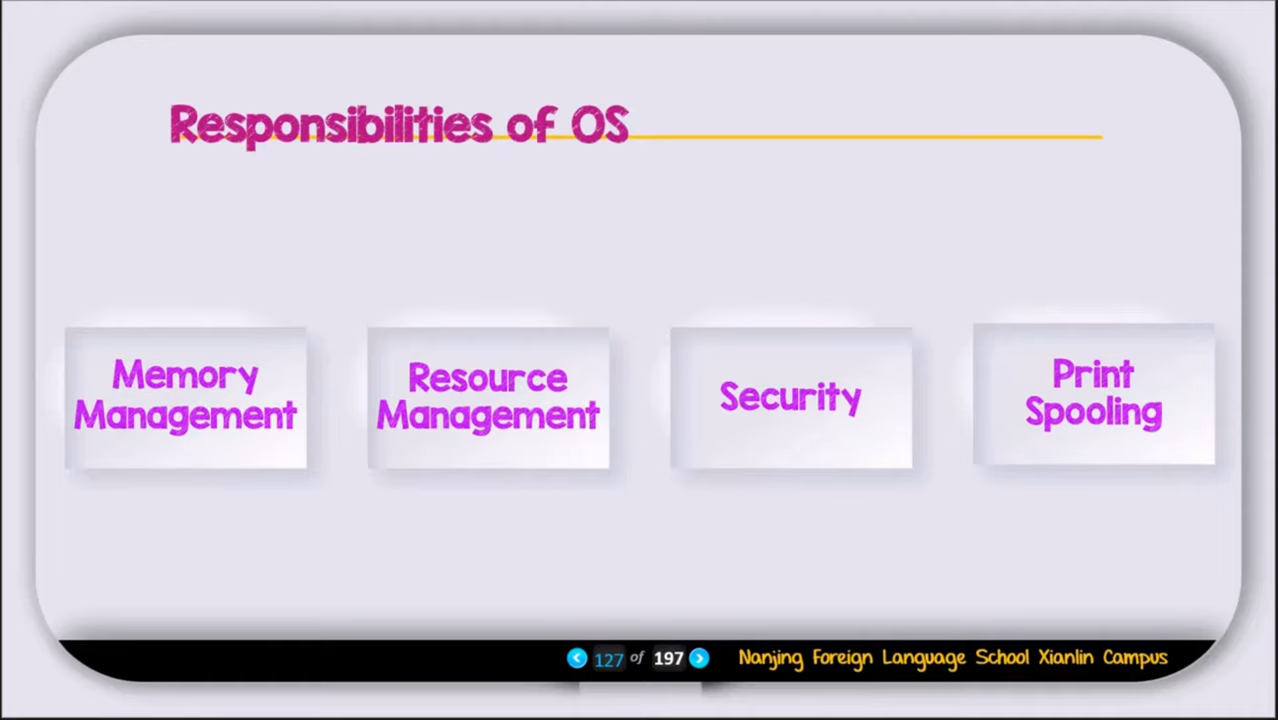 Responsibilities of OS
Memory
Management
Resource
Management
Security
Print
Spooling
127 of 197
Nanjing Foreign Language School Xianlin Campus